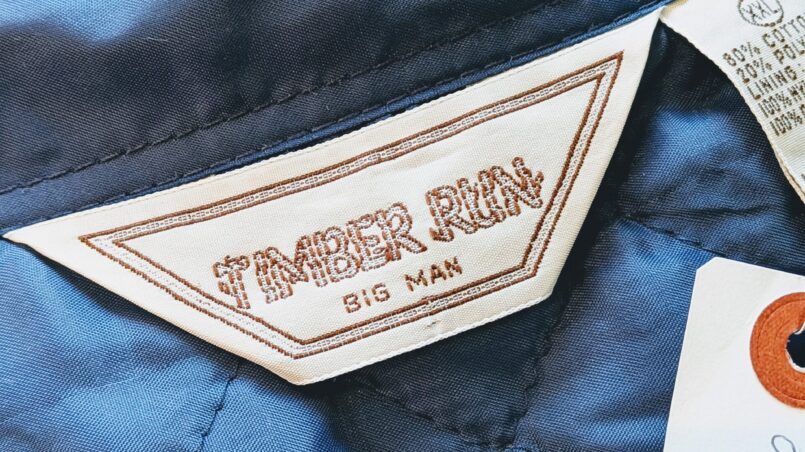 TIMBER RUN
BIG MAN
XXL
80% COTTO
20% POL
LINING
100%
100%